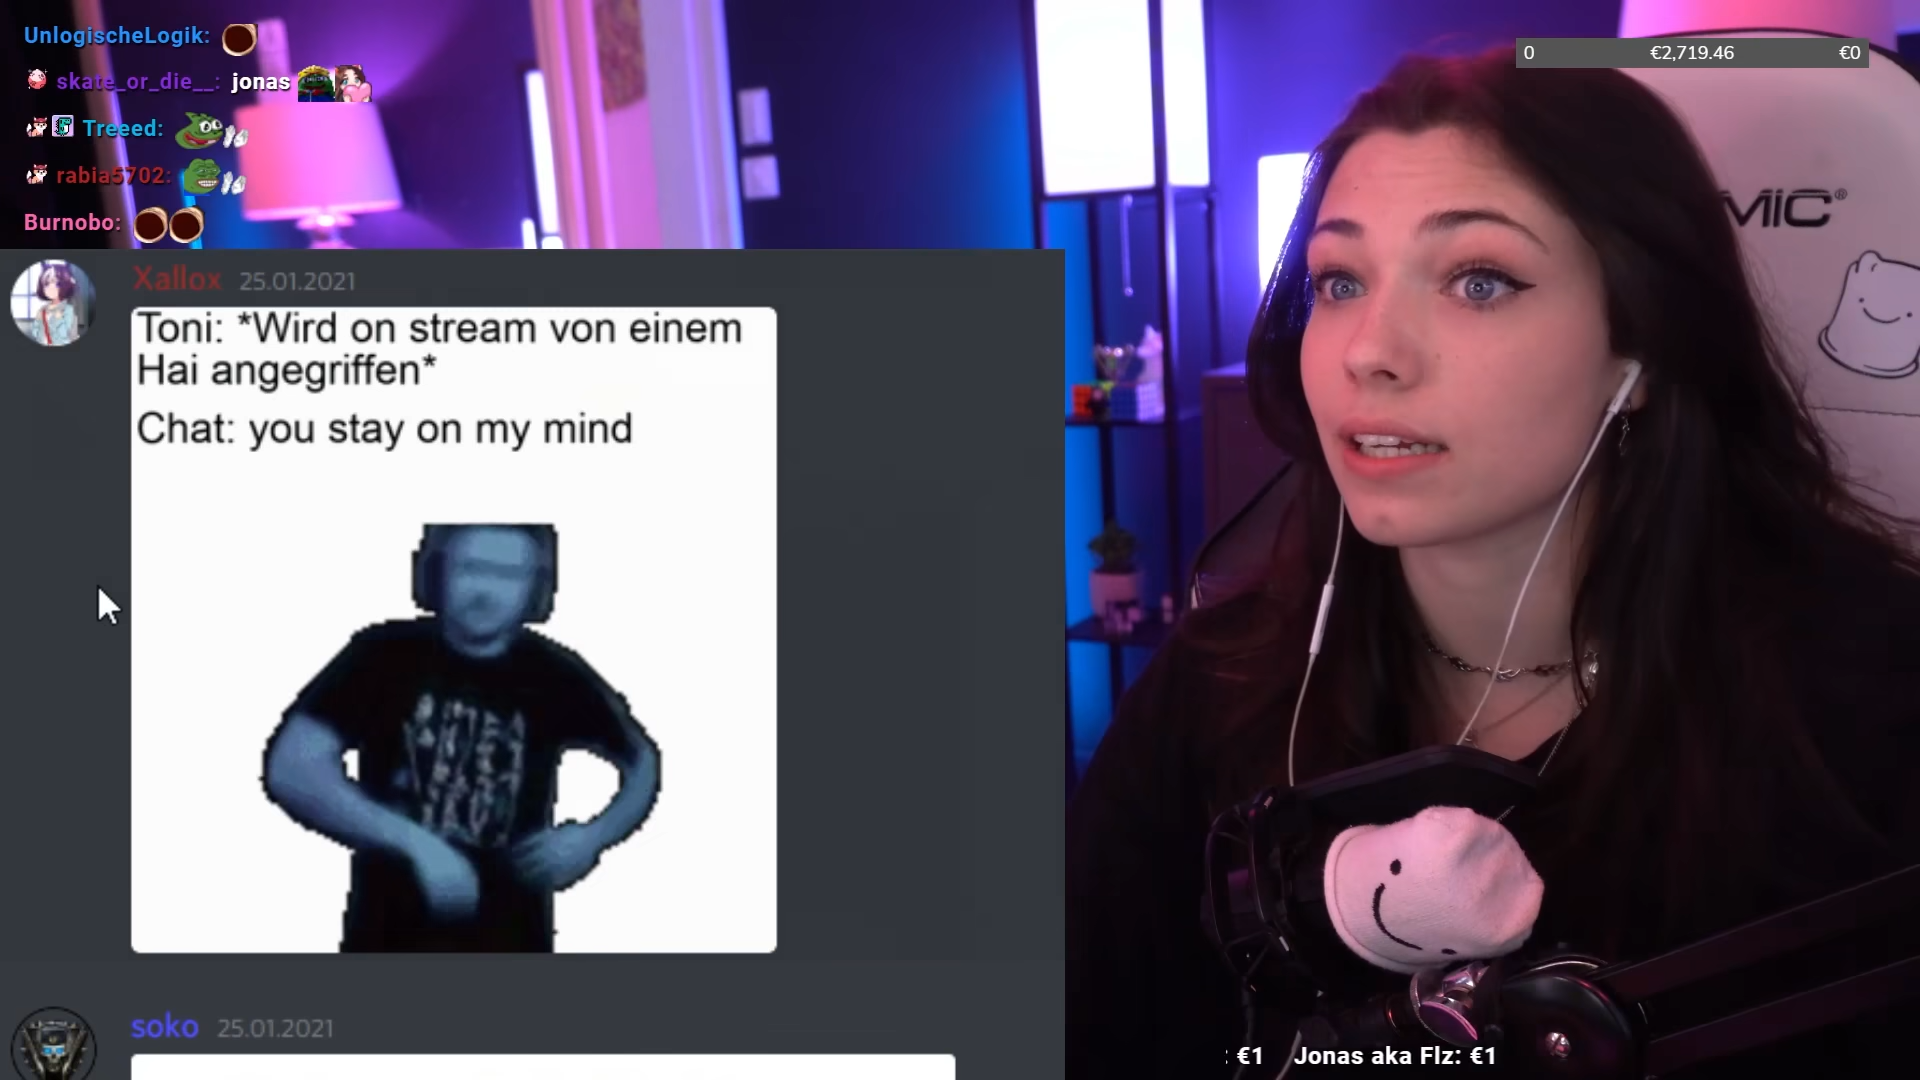 UnlogischeLogik:
skate_or_die__: jonas
Treeed:
rabia5702:
Burnobo:
0 €2,719.46 €0
MIC®
Xallox 25.01.2021
Toni: *Wird on stream von einem
Hai angegriffen*
Chat: you stay on my mind
soko 25.01.2021
: €1 Jonas aka Flz: €1